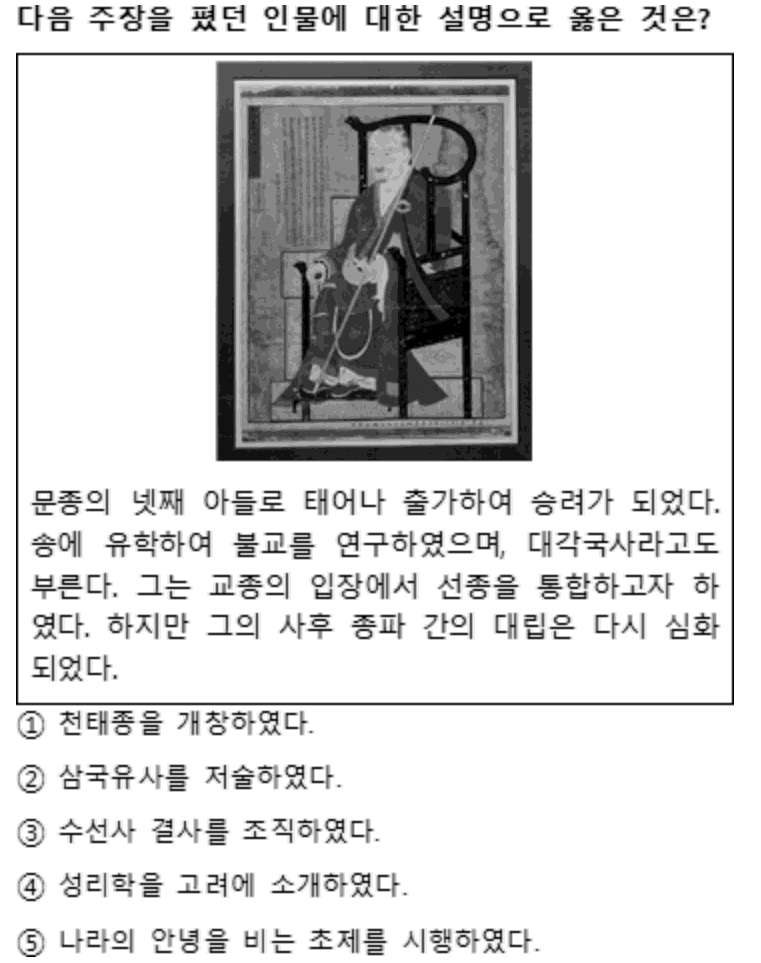 다음 주장을 폈던 인물에 대한 설명으로 옳은 것은?
문종의 넷째 아들로 태어나 출가하여 승려가 되었다.
송에 유학하여 불교를 연구하였으며, 대각국사라고도
부른다. 그는 교종의 입장에서 선종을 통합하고자 하
였다. 하지만 그의 사후 종파 간의 대립은 다시 심화
되었다.
① 천태종을 개창하였다.
② 삼국유사를 저술하였다.
③ 수선사 결사를 조직하였다.
④ 성리학을 고려에 소개하였다.
⑤ 나라의 안녕을 비는 초제를 시행하였다.